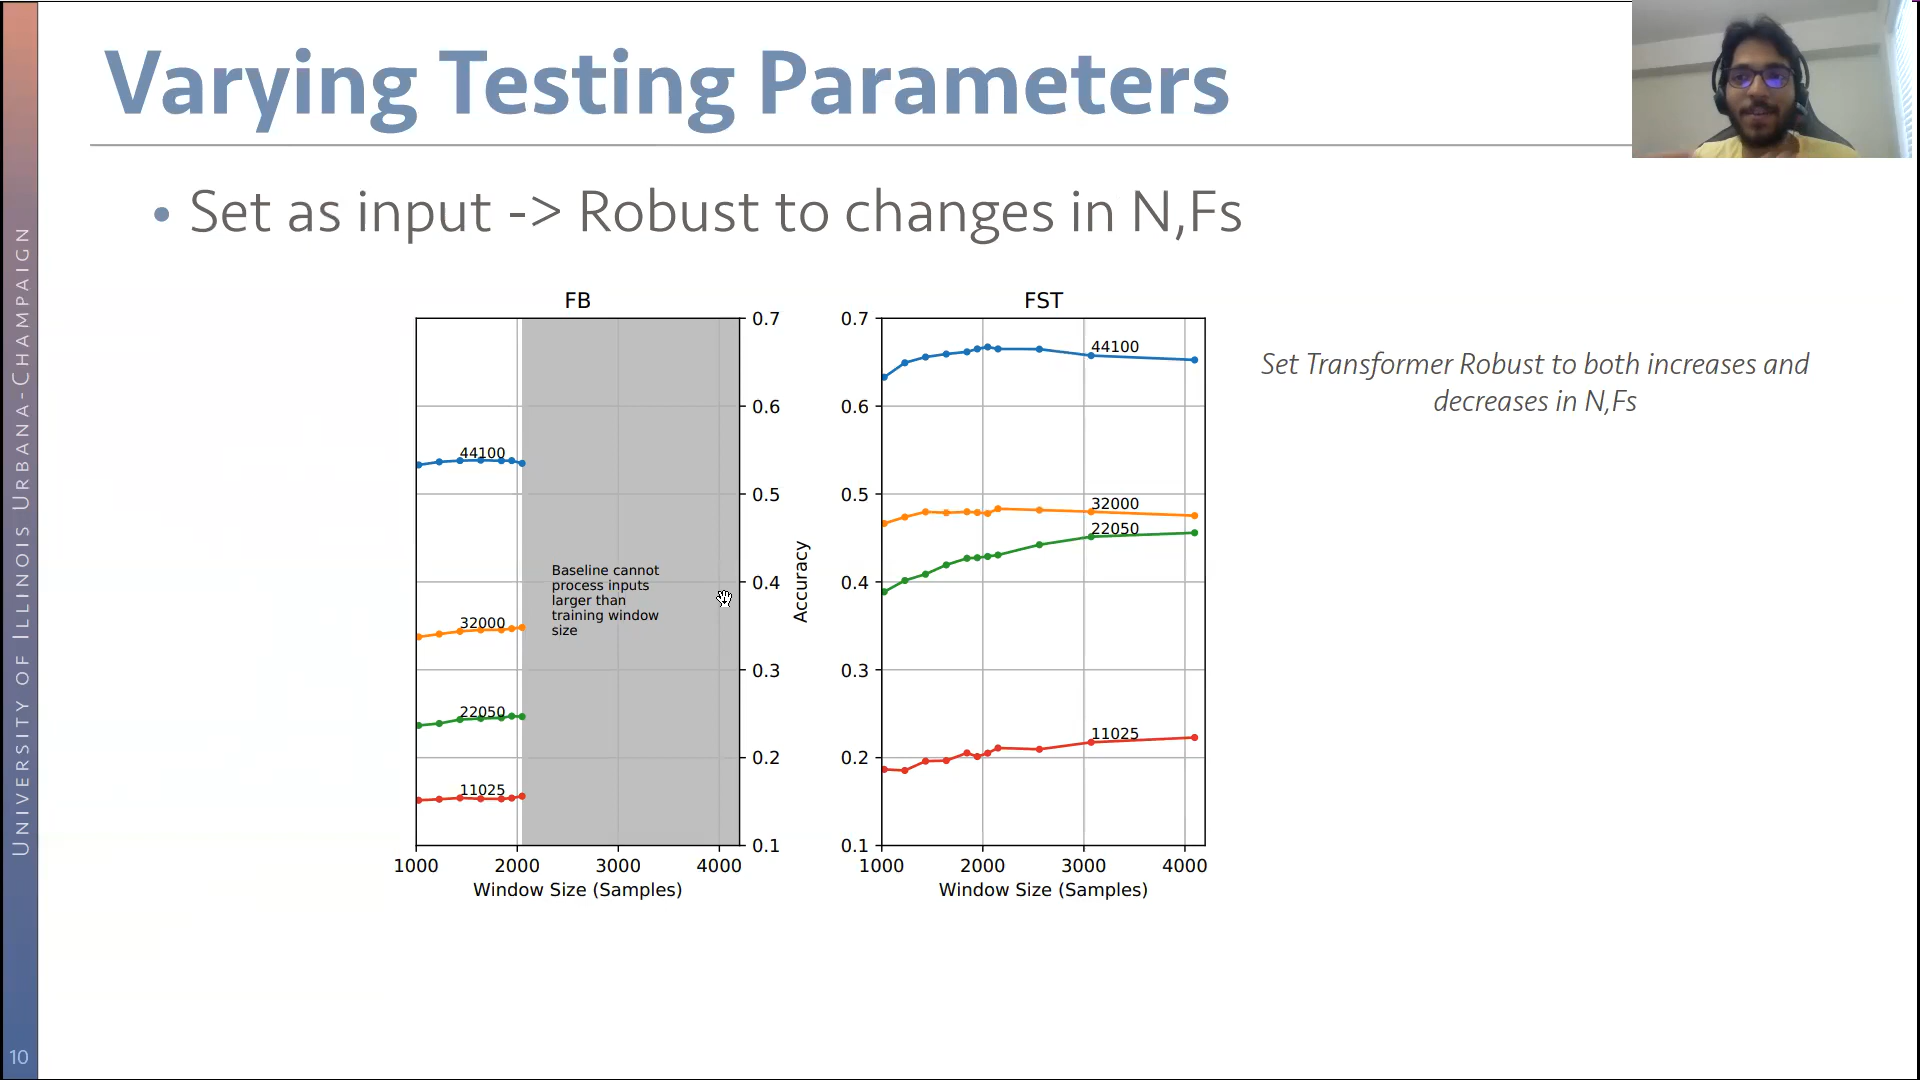 Varying Testing Parameters
• Set as input -> Robust to changes in N,Fs
UNIVERSITY OF ILLINOIS URBANA-CHAMPAIGN
10
FB
44100
32000
22050
11025
Baseline cannot
process inputs
larger than
training window
size
0.7
0.6
0.5
0.4
0.3
0.2
0.1
1000 2000 3000 4000
Window Size (Samples)
Accuracy
FST
0.7
0.6
0.5
0.4
0.3
0.2
0.1
44100
32000
22050
11025
1000 2000 3000 4000
Window Size (Samples)
Set Transformer Robust to both increases and
decreases in N,Fs